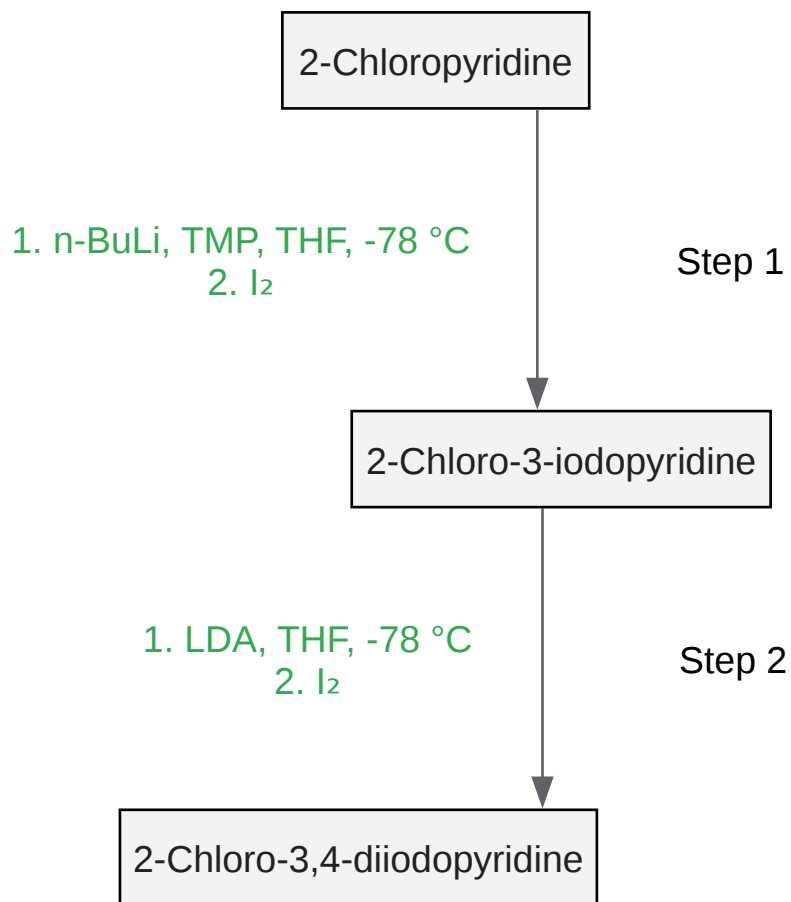 2-Chloropyridine
1. n-BuLi, TMP, THF, -78 °C
2. I₂
Step 1
2-Chloro-3-iodopyridine
1. LDA, THF, -78 °C
2. I₂
Step 2
2-Chloro-3,4-diiodopyridine